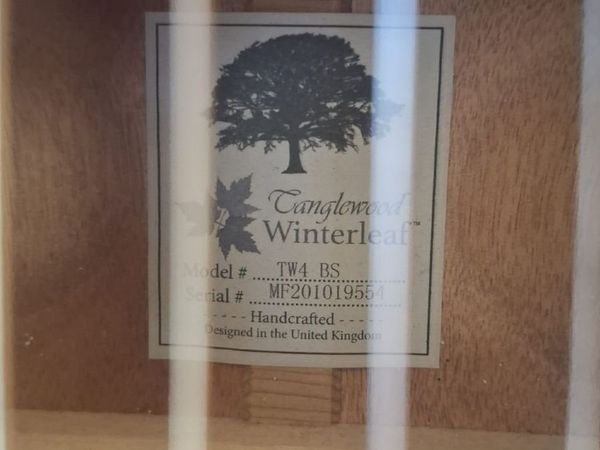 Tanglewood
Winterleaf™
Model # TW4 BS
Serial # MF201019554
Handcrafted
Designed in the United Kingdom